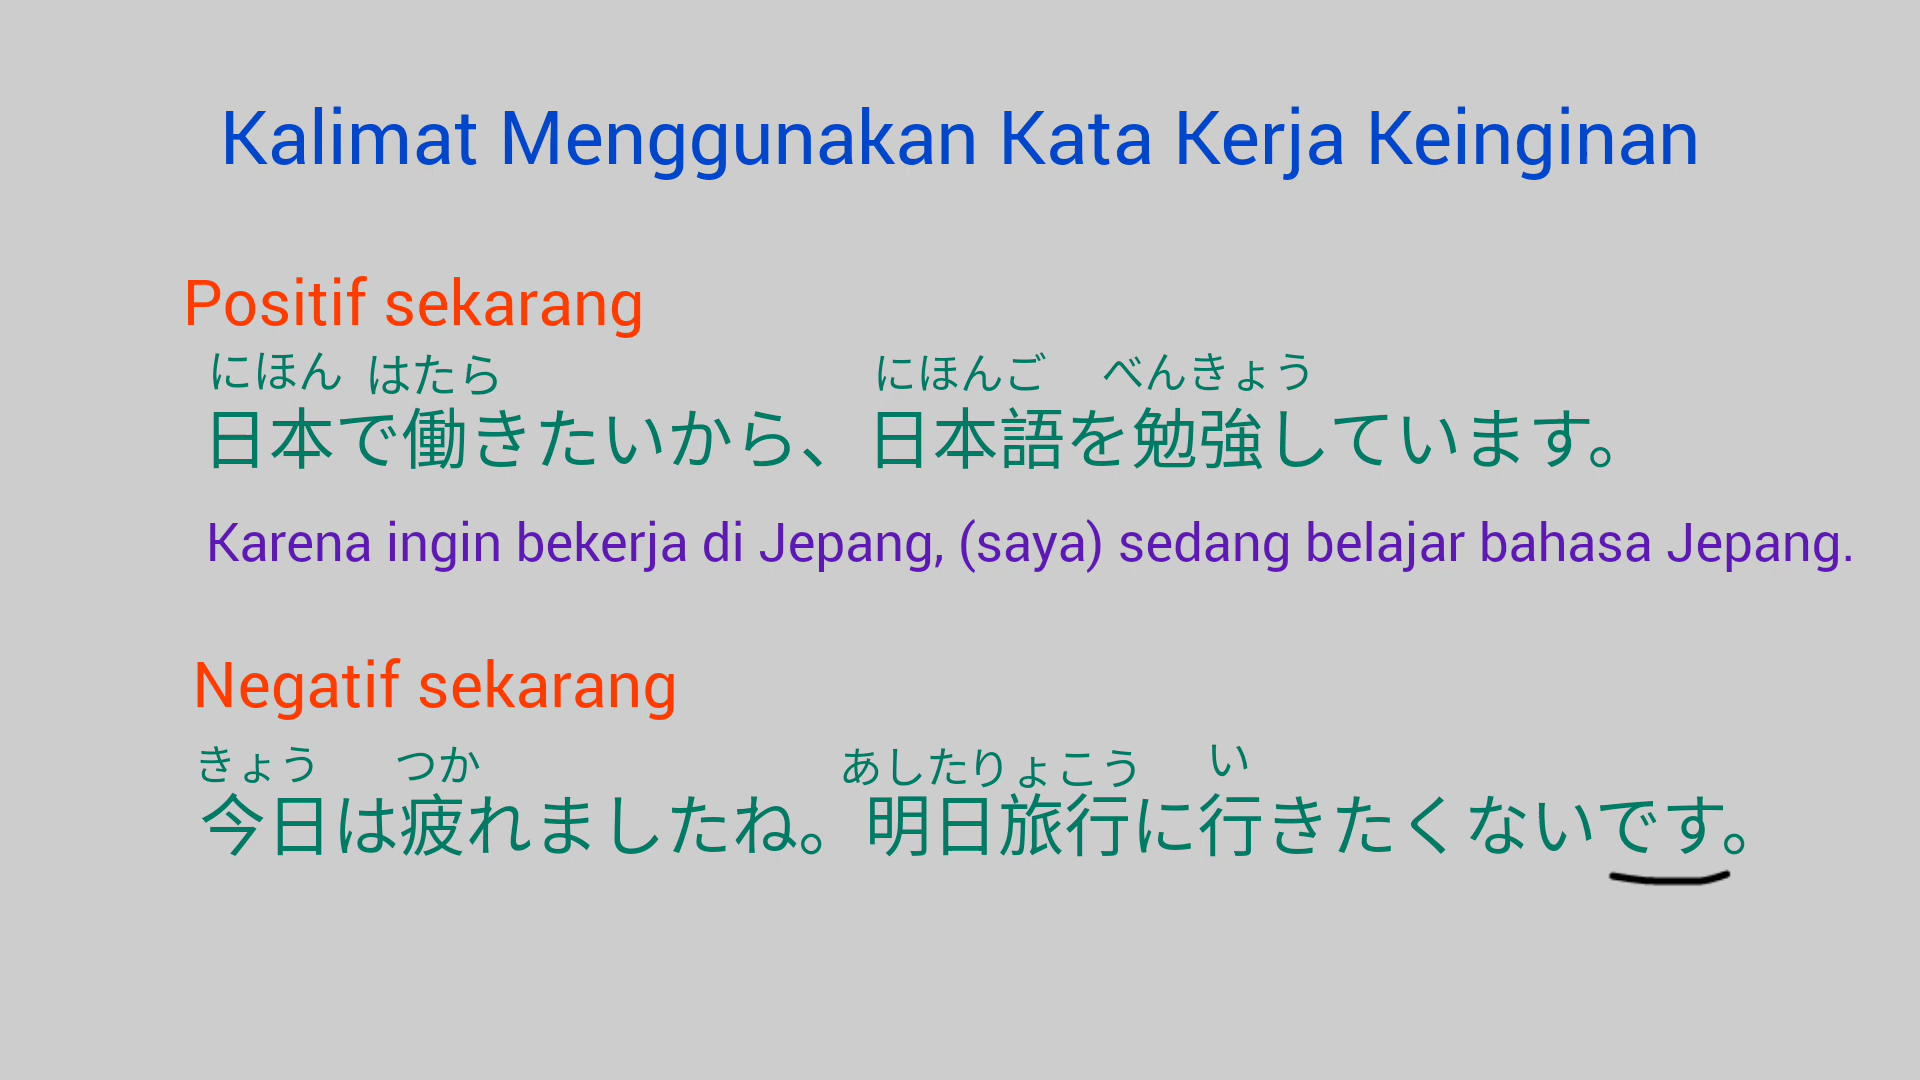 Kalimat Menggunakan Kata Kerja Keinginan
Positif sekarang
にほん はたら にほんご べんきょう
日本で働きたいから、日本語を勉強しています。
Karena ingin bekerja di Jepang, (saya) sedang belajar bahasa Jepang.
Negatif sekarang
きょう つか あしたりょこう い
今日は疲れましたね。明日旅行に行きたくないです。